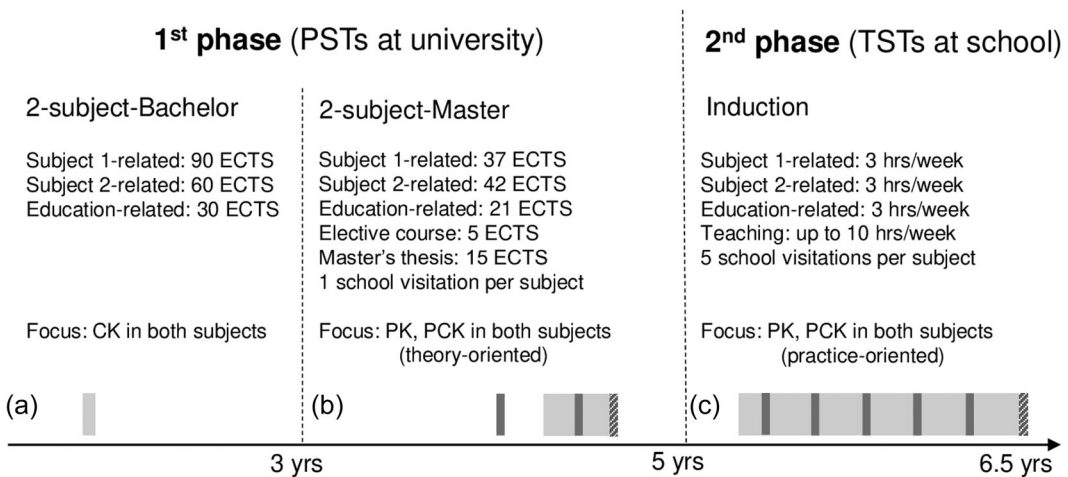 1st phase (PSTs at university)
2nd phase (TSTs at school)
2-subject-Bachelor
Subject 1-related: 90 ECTS
Subject 2-related: 60 ECTS
Education-related: 30 ECTS
Focus: CK in both subjects
2-subject-Master
Subject 1-related: 37 ECTS
Subject 2-related: 42 ECTS
Education-related: 21 ECTS
Elective course: 5 ECTS
Master's thesis: 15 ECTS
1 school visitation per subject
Focus: PK, PCK in both subjects
(theory-oriented)
Induction
Subject 1-related: 3 hrs/week
Subject 2-related: 3 hrs/week
Education-related: 3 hrs/week
Teaching: up to 10 hrs/week
5 school visitations per subject
Focus: PK, PCK in both subjects
(practice-oriented)
(a)
(b)
(c)
3 yrs
5 yrs
6.5 yrs